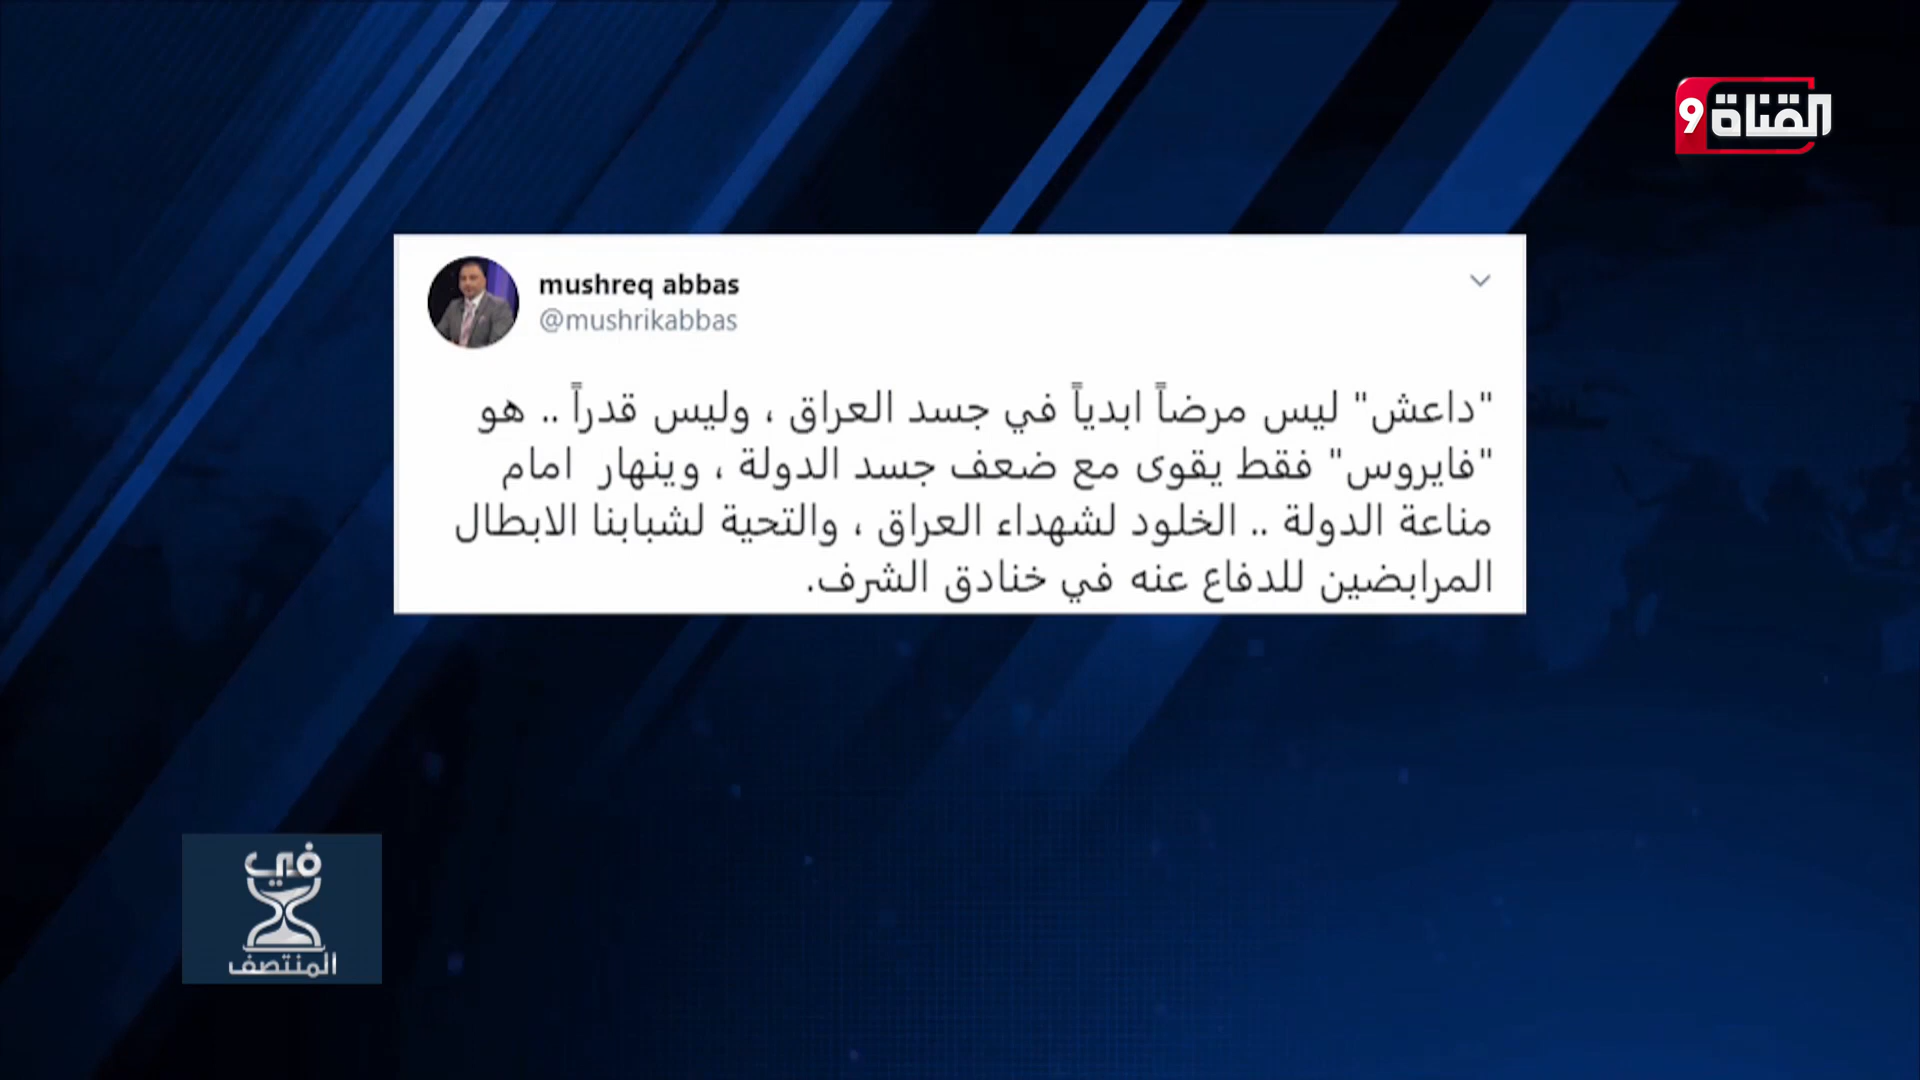 القناة 9
mushreq abbas
@mushrikabbas
"داعش" ليس مرضاً ابدياً في جسد العراق ، وليس قدراً .. هو
"فايروس" فقط يقوى مع ضعف جسد الدولة ، وينهار  امام
مناعة الدولة .. الخلود لشهداء العراق ، والتحية لشبابنا الابطال
المرابضين للدفاع عنه في خنادق الشرف.
في
المنتصف